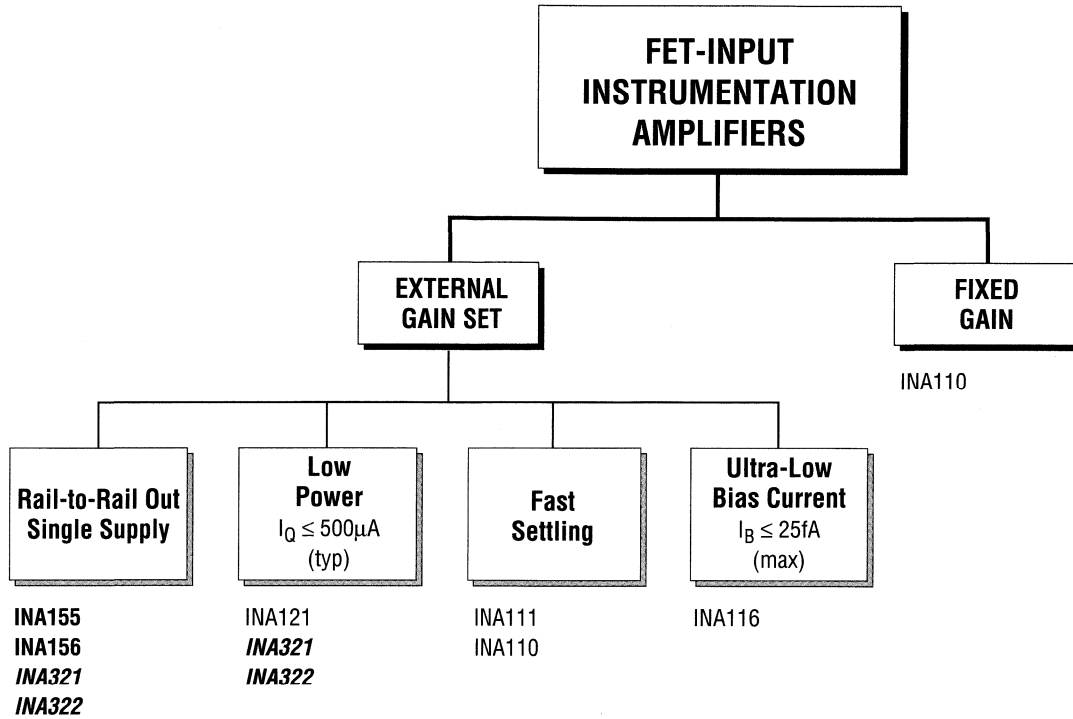 FET-INPUT
INSTRUMENTATION
AMPLIFIERS
EXTERNAL
GAIN SET
FIXED
GAIN
INA110
Rail-to-Rail Out
Single Supply
Low
Power
IQ ≤ 500µA
(typ)
Fast
Settling
Ultra-Low
Bias Current
IB ≤ 25fA
(max)
INA155
INA156
INA321
INA322
INA121
INA321
INA322
INA111
INA110
INA116